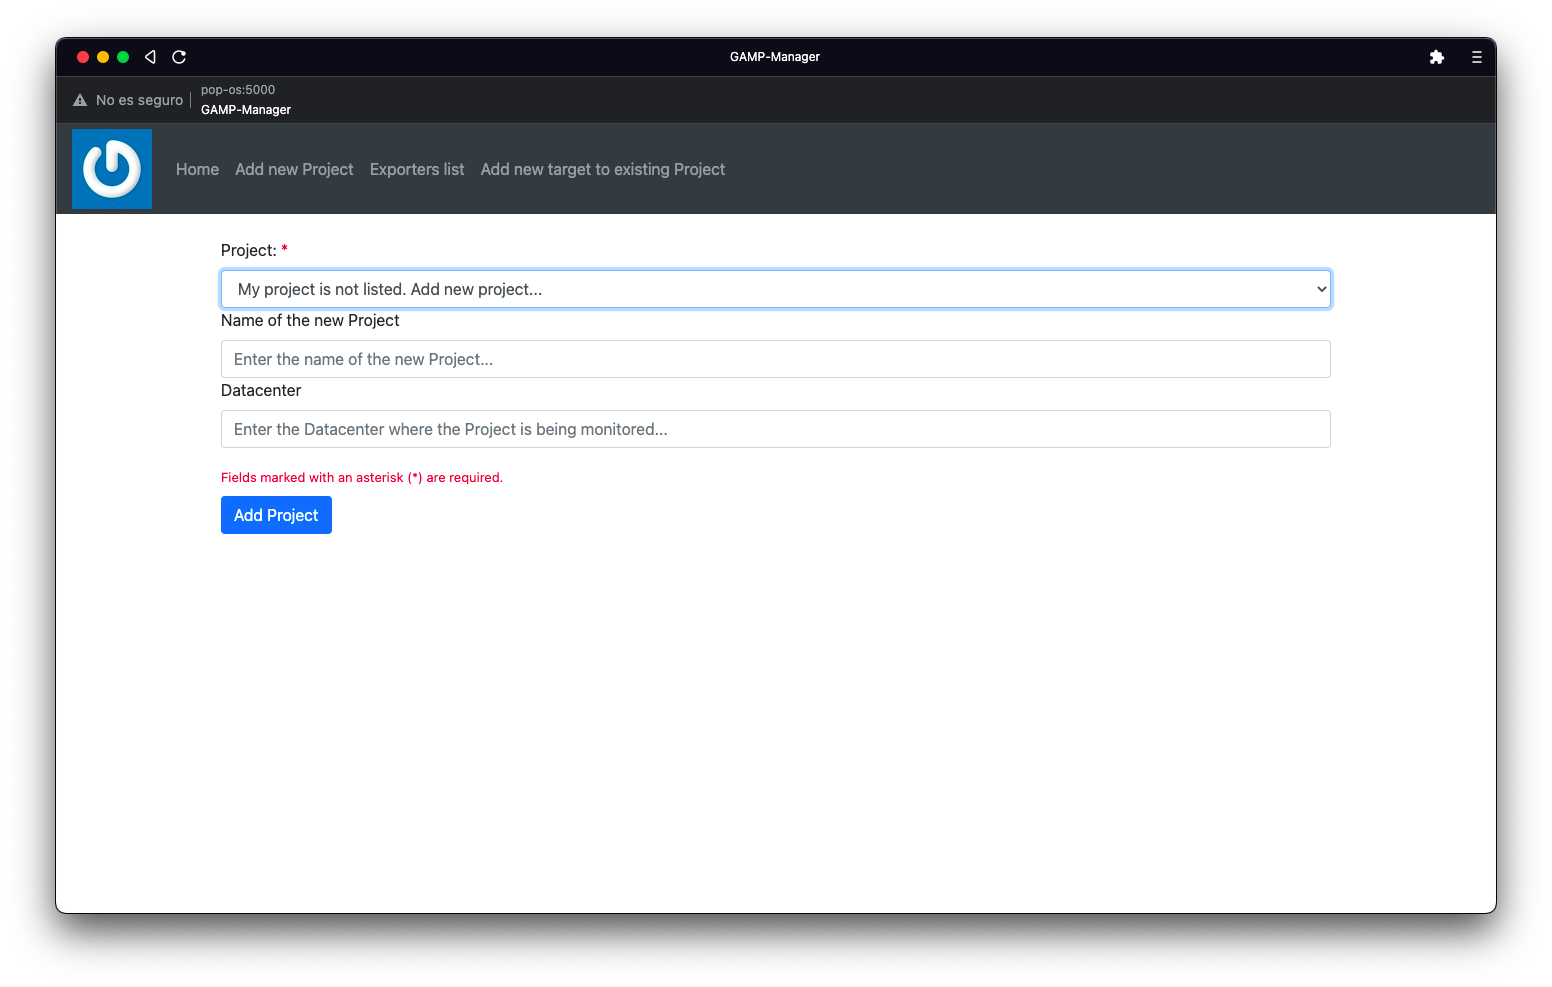 GAMP-Manager
No es seguro
pop-os:5000
GAMP-Manager
Home Add new Project Exporters list Add new target to existing Project
Project: *
My project is not listed. Add new project...
Name of the new Project
Enter the name of the new Project...
Datacenter
Enter the Datacenter where the Project is being monitored...
Fields marked with an asterisk (*) are required.
Add Project